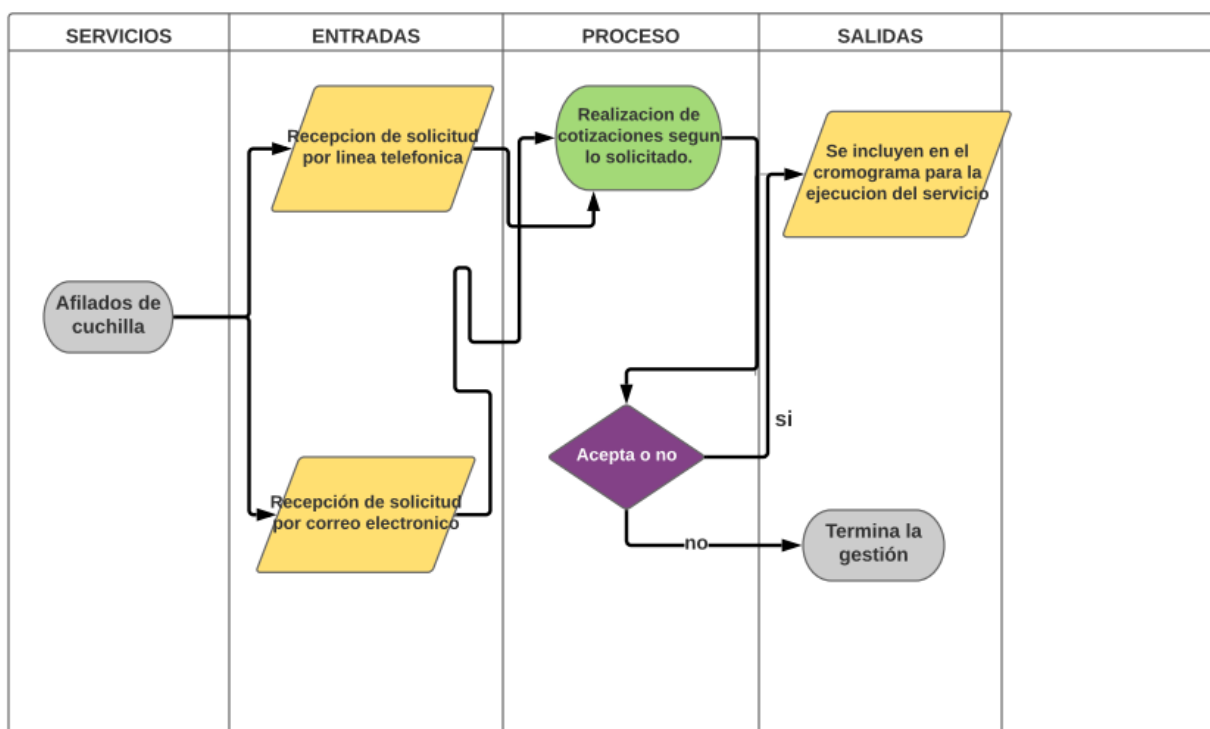 SERVICIOS
ENTRADAS
PROCESO
SALIDAS
Recepcion de solicitud
por linea telefonica
Realizacion de
cotizaciones segun
lo solicitado.
Se incluyen en el
cromograma para la
ejecucion del servicio
Afilados de
cuchilla
si
Acepta o no
Recepción de solicitud
por correo electronico
no
Termina la
gestión